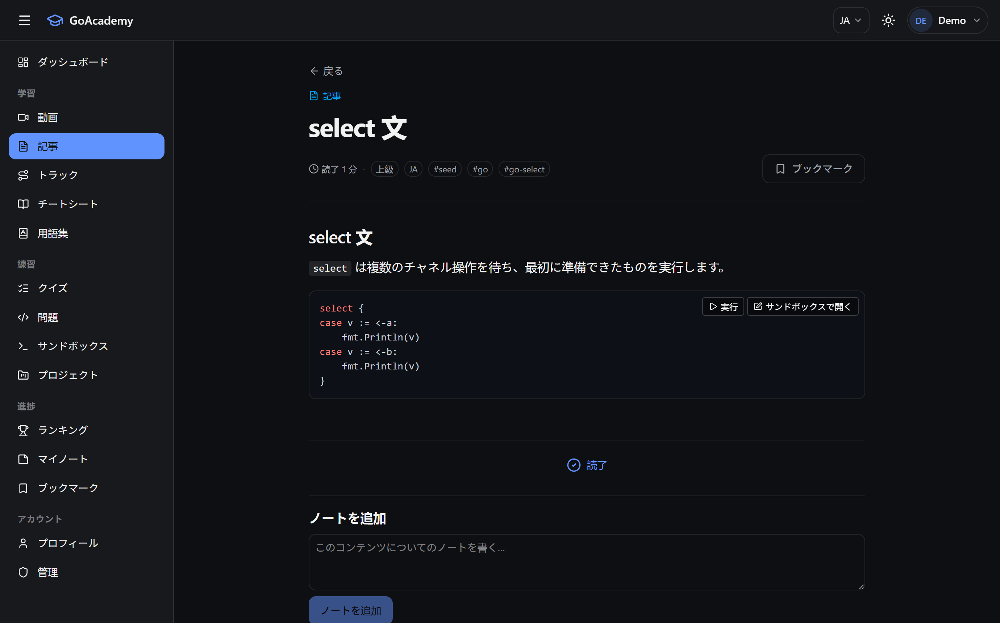 GoAcademy
JA
DE Demo
ダッシュボード
学習
動画
記事
トラック
チートシート
用語集
練習
クイズ
問題
サンドボックス
プロジェクト
進捗
ランキング
マイノート
ブックマーク
アカウント
プロフィール
管理
戻る
記事
select 文
読了 1 分 · 上級 JA #seed #go #go-select
ブックマーク
select 文
select は複数のチャネル操作を待ち、最初に準備できたものを実行します。
実行 サンドボックスで開く
select {
case v := <-a:
    fmt.Println(v)
case v := <-b:
    fmt.Println(v)
}
読了
ノートを追加
このコンテンツについてのノートを書く...
ノートを追加